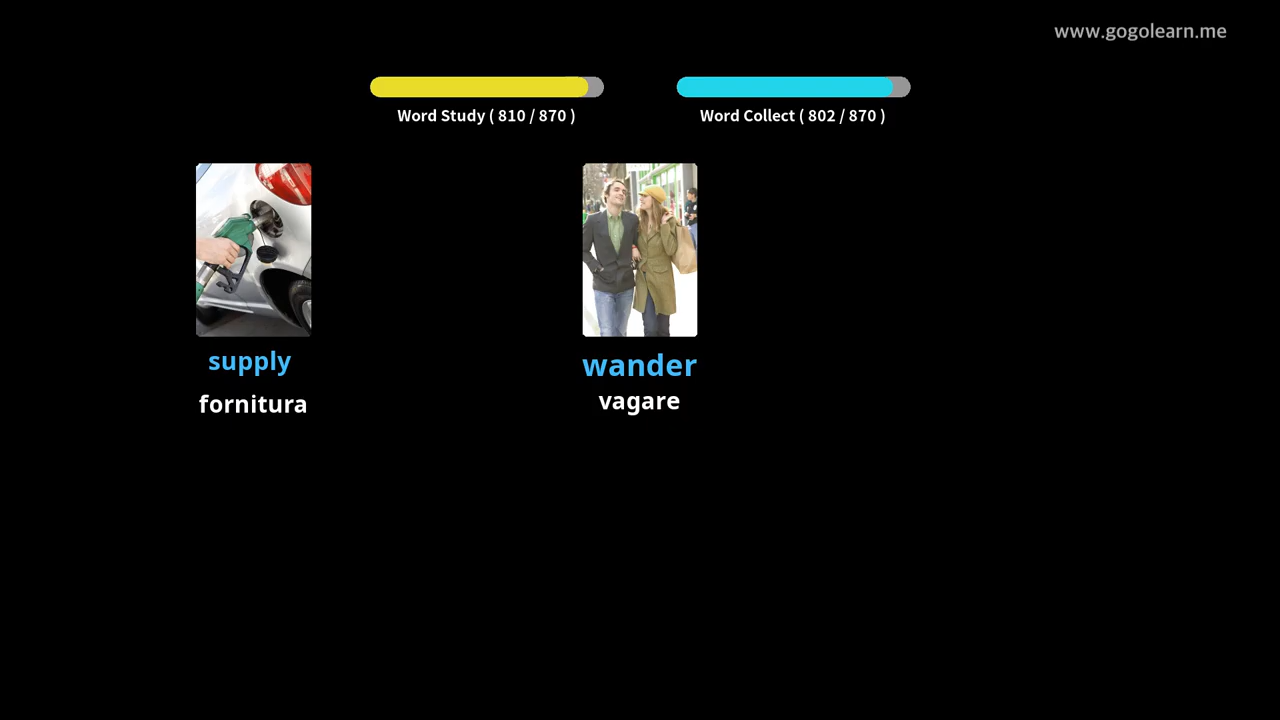 www.gogolearn.me
Word Study ( 810 / 870 )
Word Collect ( 802 / 870 )
supply
fornitura
wander
vagare